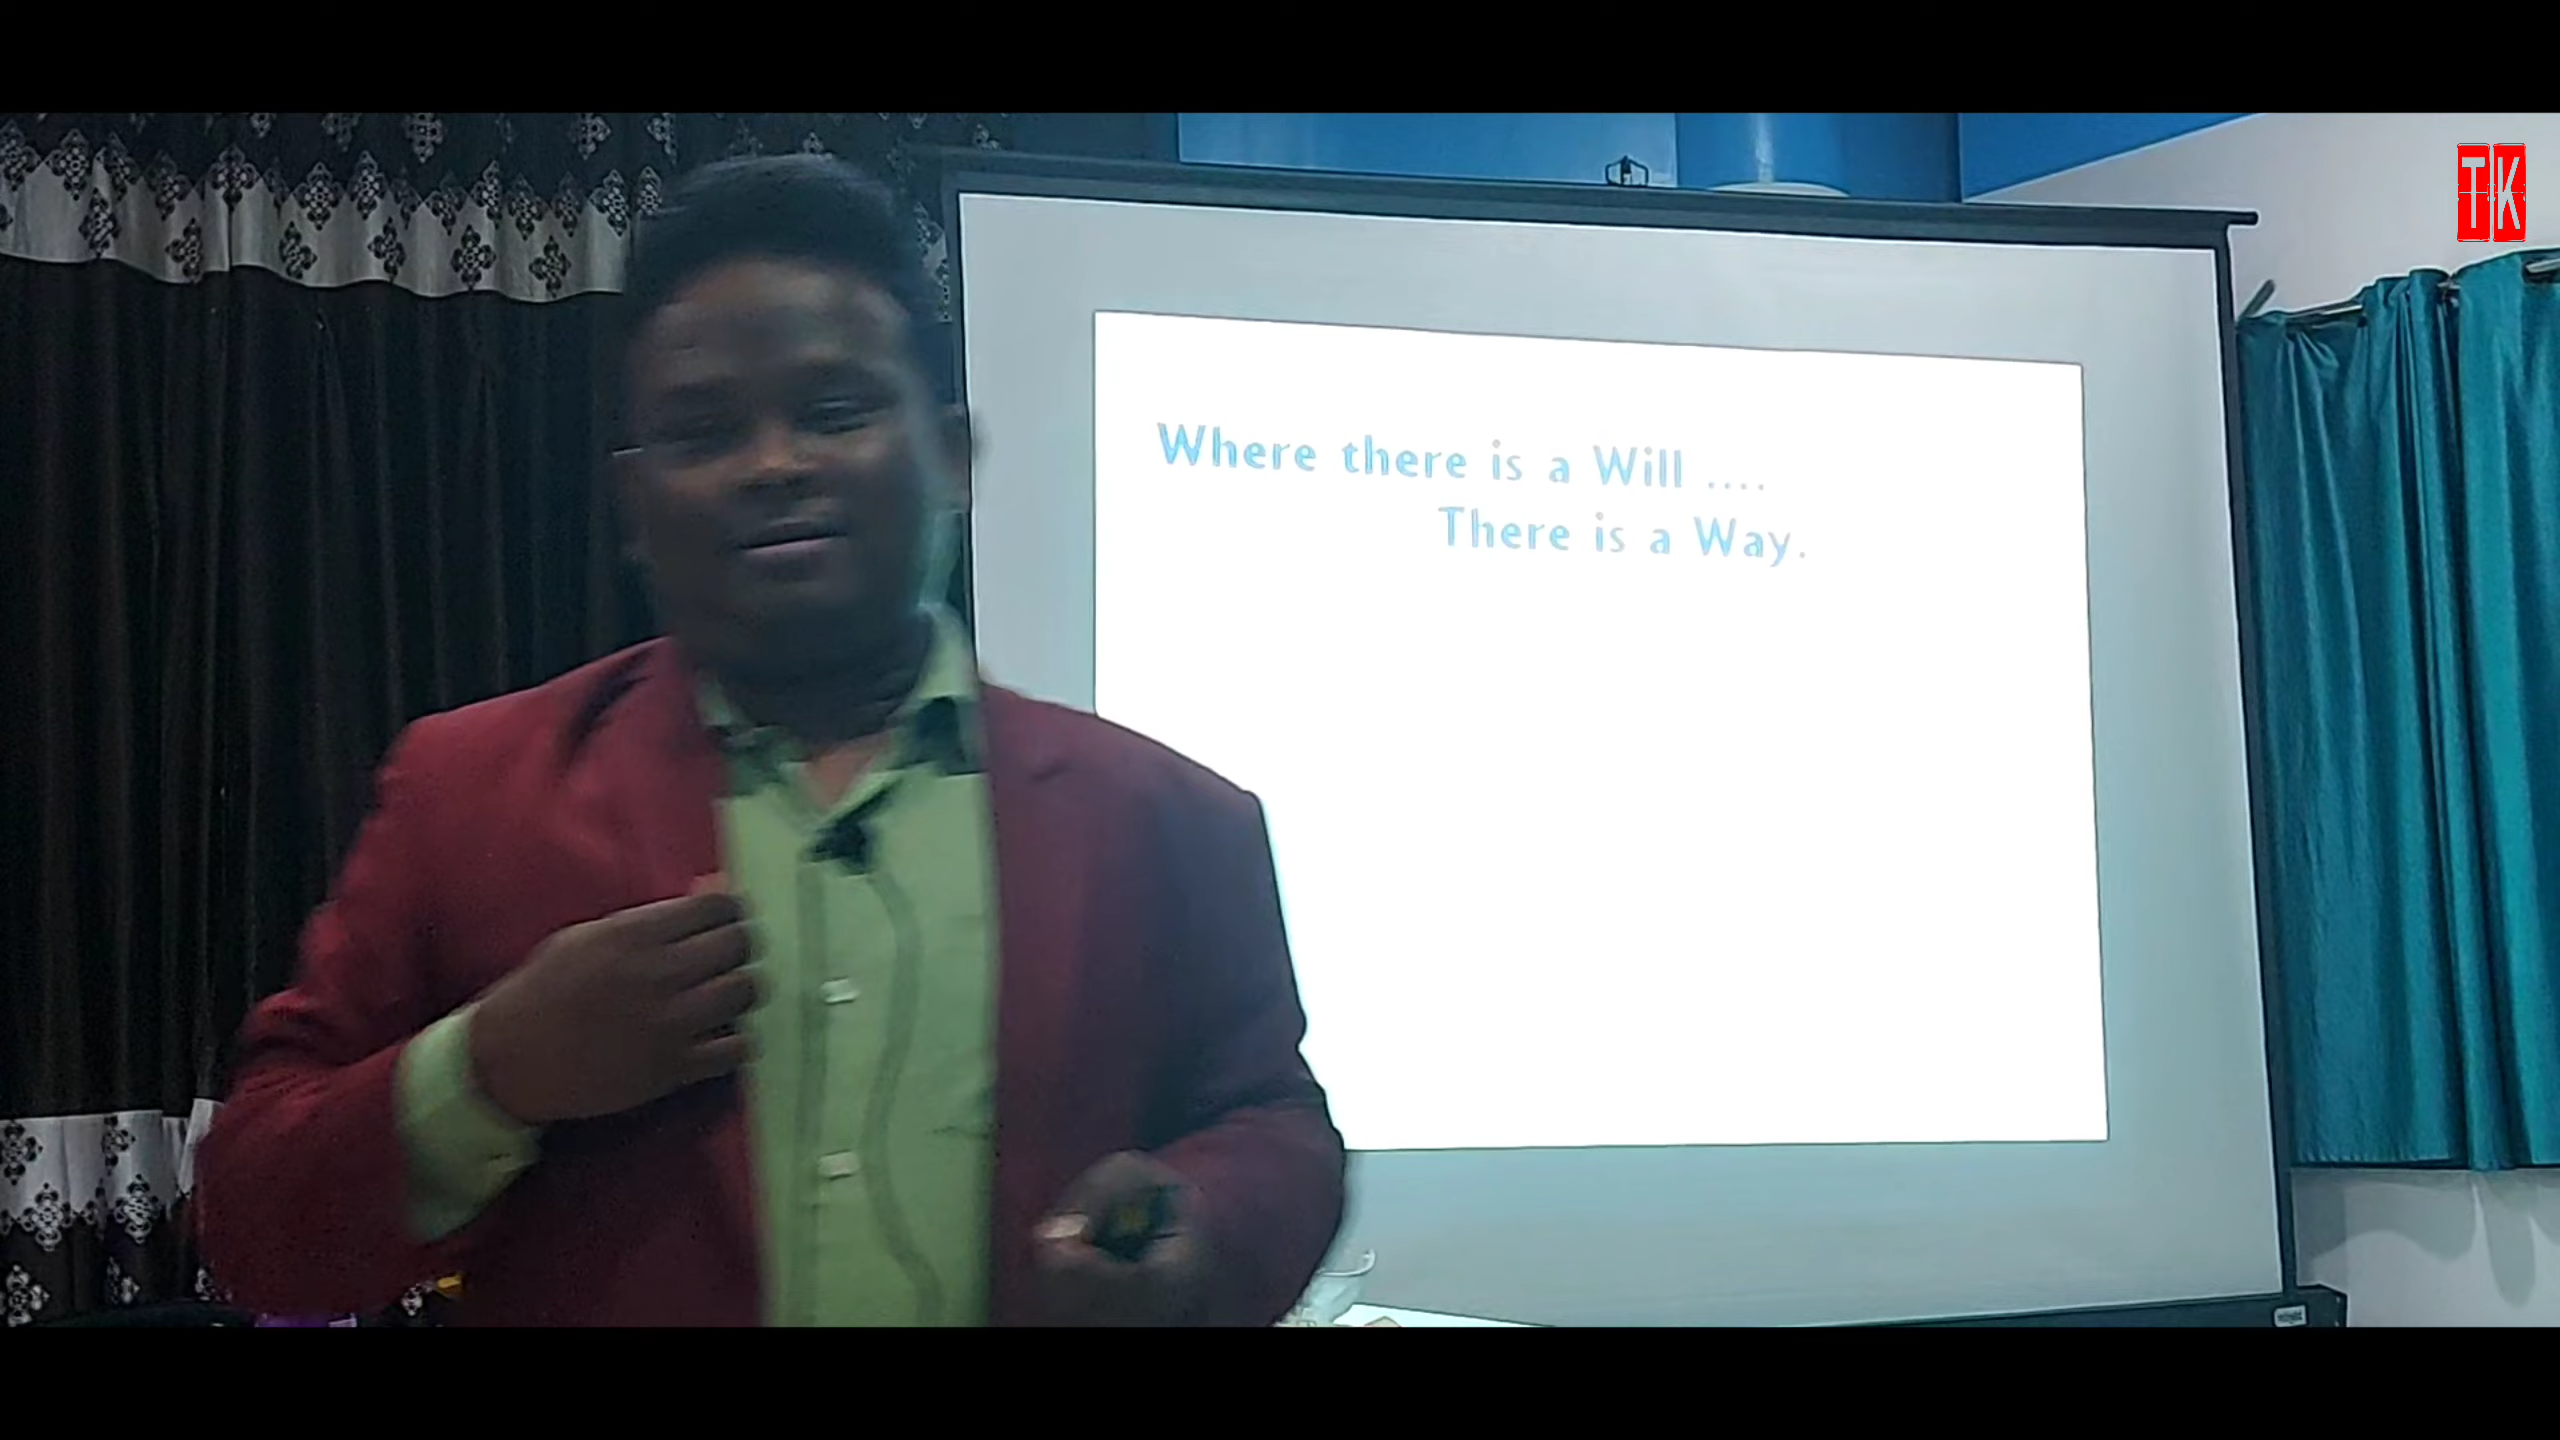 TK
Where there is a Will ....
There is a Way.